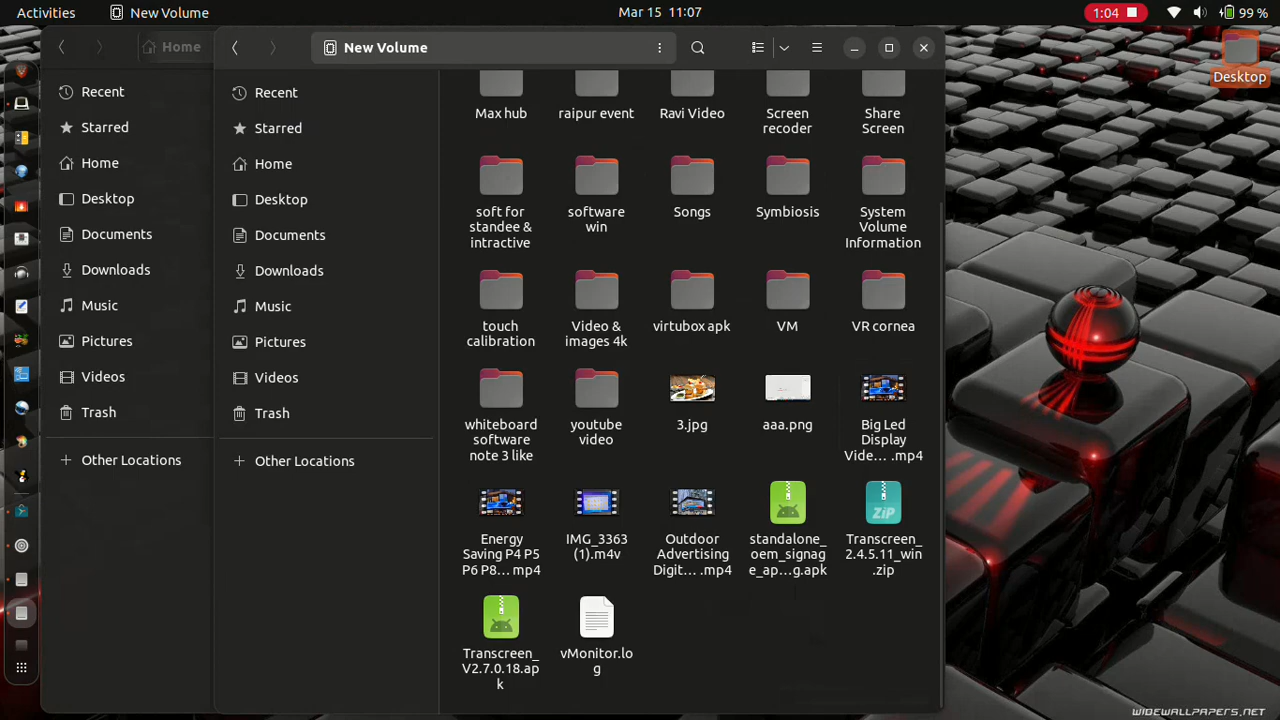 Activities
New Volume
Mar 15 11:07
1:04
99 %
Home
New Volume
Desktop
Recent
Starred
Home
Desktop
Documents
Downloads
Music
Pictures
Videos
Trash
Other Locations
Recent
Starred
Home
Desktop
Documents
Downloads
Music
Pictures
Videos
Trash
Other Locations
Max hub
raipur event
Ravi Video
Screen
recoder
Share
Screen
soft for
standee &
intractive
software
win
Songs
Symbiosis
System
Volume
Information
touch
calibration
Video &
images 4k
virtubox apk
VM
VR cornea
whiteboard
software
note 3 like
youtube
video
3.jpg
aaa.png
Big Led
Display
Vide… .mp4
Energy
Saving P4 P5
P6 P8… mp4
IMG_3363
(1).m4v
Outdoor
Advertising
Digit… .mp4
standalone_
oem_signag
e_ap…g.apk
ZIP
Transcreen_
2.4.5.11_win
.zip
Transcreen_
V2.7.0.18.ap
k
vMonitor.lo
g
WIDEWALLPAPERS.NET